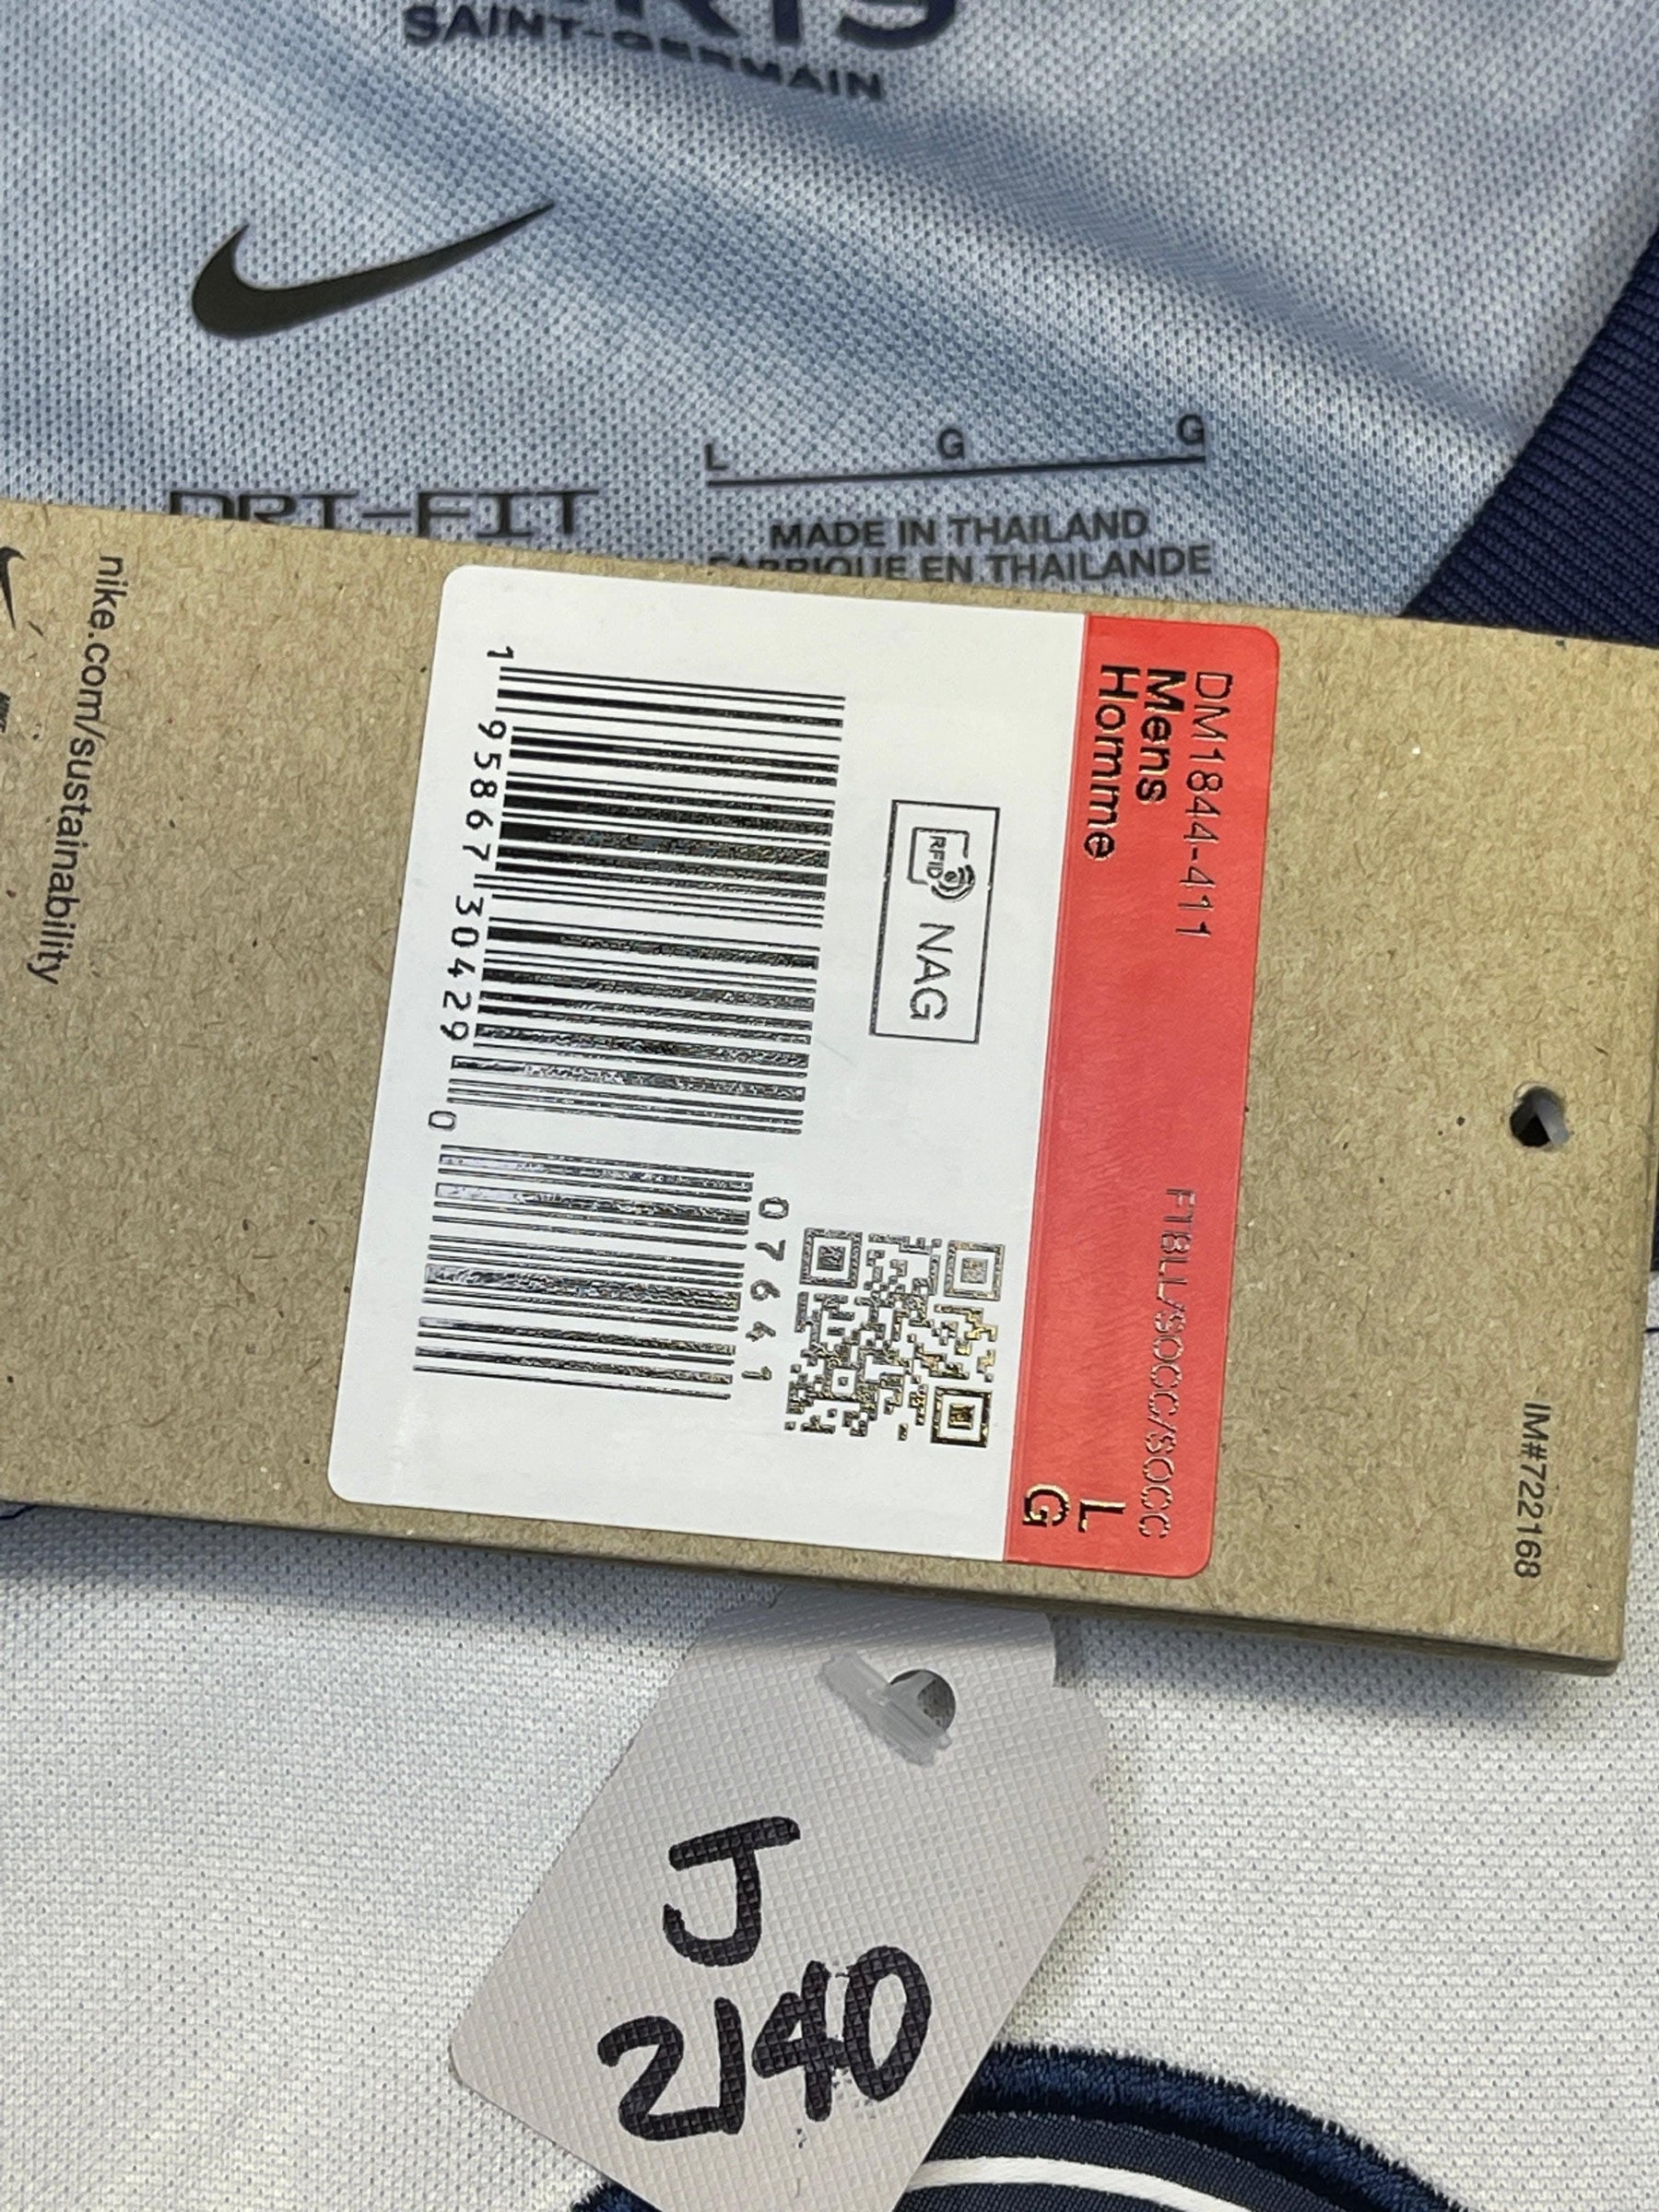 SAINT-GERMAIN
L G G
DRI-FIT
MADE IN THAILAND
FABRIQUE EN THAILANDE
nike.com/sustainability
DM1844-411
Mens
Homme
FTBLL/SOCC/SOCC
L
G
RFID NAG
1 95867 30429 0
07641
IM#722168
J
2140